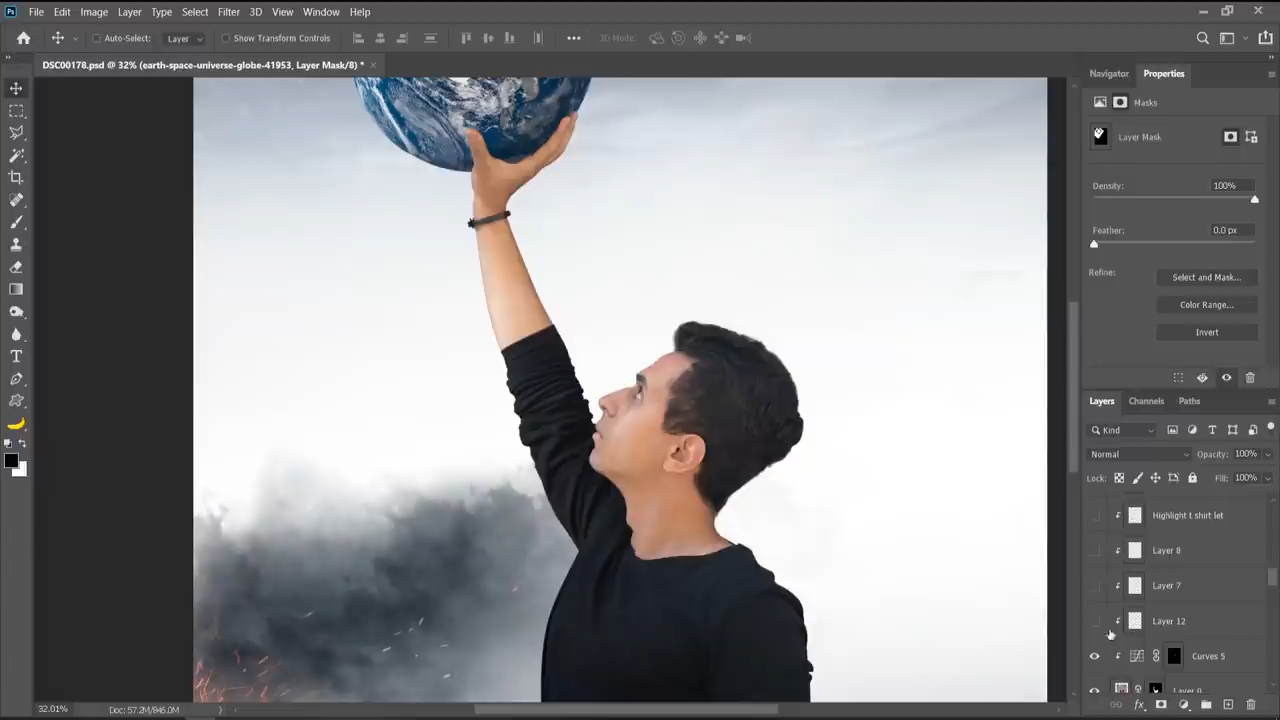 Ps File Edit Image Layer Type Select Filter 3D View Window Help
Auto-Select: Layer Show Transform Controls 3D Mode:
DSC00178.psd @ 32% (earth-space-universe-globe-41953, Layer Mask/8) *
Navigator Properties
Masks
Layer Mask
Density: 100%
Feather: 0.0 px
Refine: Select and Mask...
Color Range...
Invert
Layers Channels Paths
Kind
Normal Opacity: 100%
Lock: Fill: 100%
Highlight t shirt let
Layer 8
Layer 7
Layer 12
Curves 5
Layer 0
32.01% Doc: 57.2M/846.0M